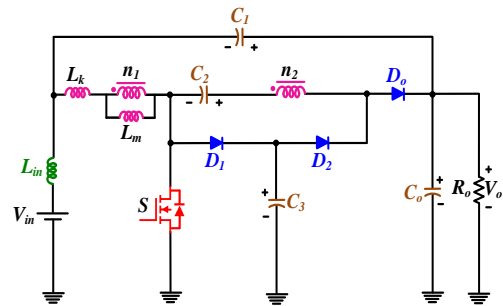 C1
- +
Lk n1 C2 n2 Do
- +
Lm
D1 D2
Lin
S + C3 - + Co - Ro + Vo -
Vin